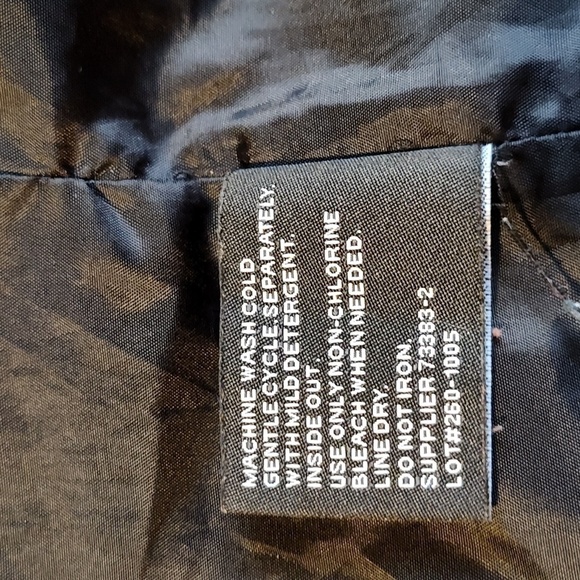 MACHINE WASH COLD.
GENTLE CYCLE SEPARATELY.
WITH MILD DETERGENT.
INSIDE OUT.
USE ONLY NON-CHLORINE
BLEACH WHEN NEEDED.
LINE DRY.
DO NOT IRON.
SUPPLIER 73383-2
LOT#260-1005